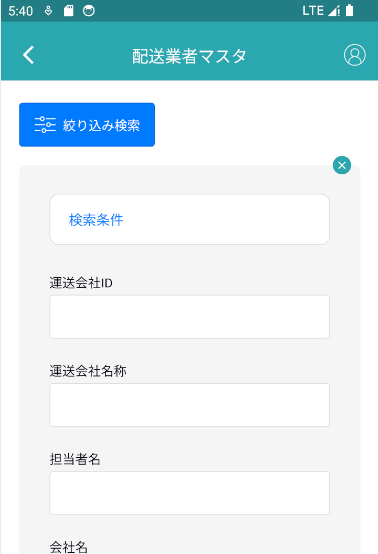 5:40 LTE
配送業者マスタ
絞り込み検索
検索条件
運送会社ID
運送会社名称
担当者名
会社名